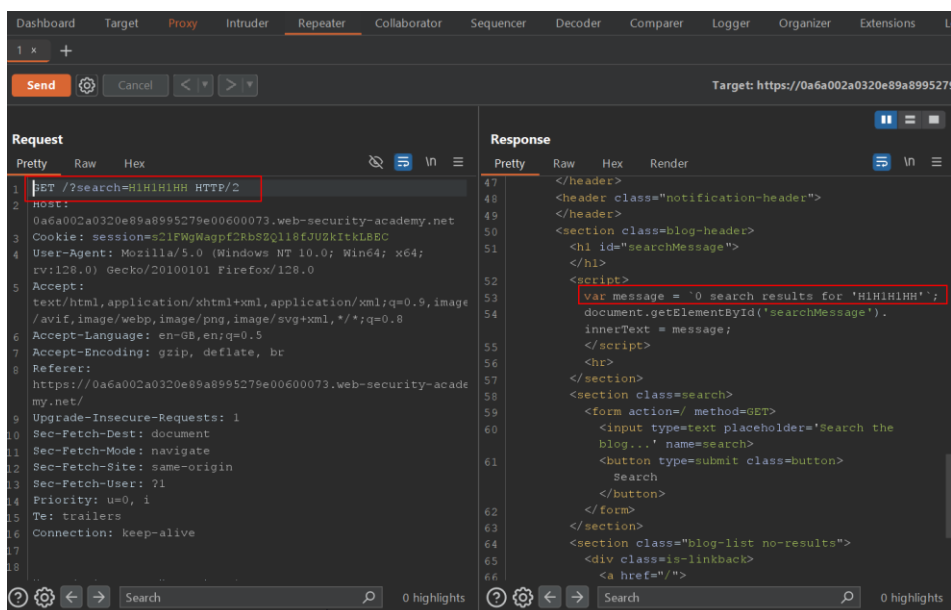 Dashboard Target Proxy Intruder Repeater Collaborator Sequencer Decoder Comparer Logger Organizer Extensions L
1 × +
Send Cancel < > Target: https://0a6a002a0320e89a8995279
Request
Pretty Raw Hex \n
1 GET /?search=H1H1H1HH HTTP/2
2 Host:
0a6a002a0320e89a8995279e00600073.web-security-academy.net
3 Cookie: session=s21FWgWagpf2RbSZQ118fJUZkItkLBEC
4 User-Agent: Mozilla/5.0 (Windows NT 10.0; Win64; x64;
rv:128.0) Gecko/20100101 Firefox/128.0
5 Accept:
text/html,application/xhtml+xml,application/xml;q=0.9,image
/avif,image/webp,image/png,image/svg+xml,*/*;q=0.8
6 Accept-Language: en-GB,en;q=0.5
7 Accept-Encoding: gzip, deflate, br
8 Referer:
https://0a6a002a0320e89a8995279e00600073.web-security-acade
my.net/
9 Upgrade-Insecure-Requests: 1
10 Sec-Fetch-Dest: document
11 Sec-Fetch-Mode: navigate
12 Sec-Fetch-Site: same-origin
13 Sec-Fetch-User: ?1
14 Priority: u=0, i
15 Te: trailers
16 Connection: keep-alive
17
18
Search 0 highlights
Response
Pretty Raw Hex Render \n
47 </header>
48 <header class="notification-header">
49 </header>
50 <section class=blog-header>
51 <h1 id="searchMessage">
</h1>
52 <script>
53 var message = `0 search results for 'H1H1H1HH'`;
54 document.getElementById('searchMessage').
innerText = message;
55 </script>
56 <hr>
57 </section>
58 <section class=search>
59 <form action=/ method=GET>
60 <input type=text placeholder='Search the
blog...' name=search>
61 <button type=submit class=button>
Search
</button>
62 </form>
63 </section>
64 <section class="blog-list no-results">
65 <div class=is-linkback>
66 <a href="/">
Search 0 highlights